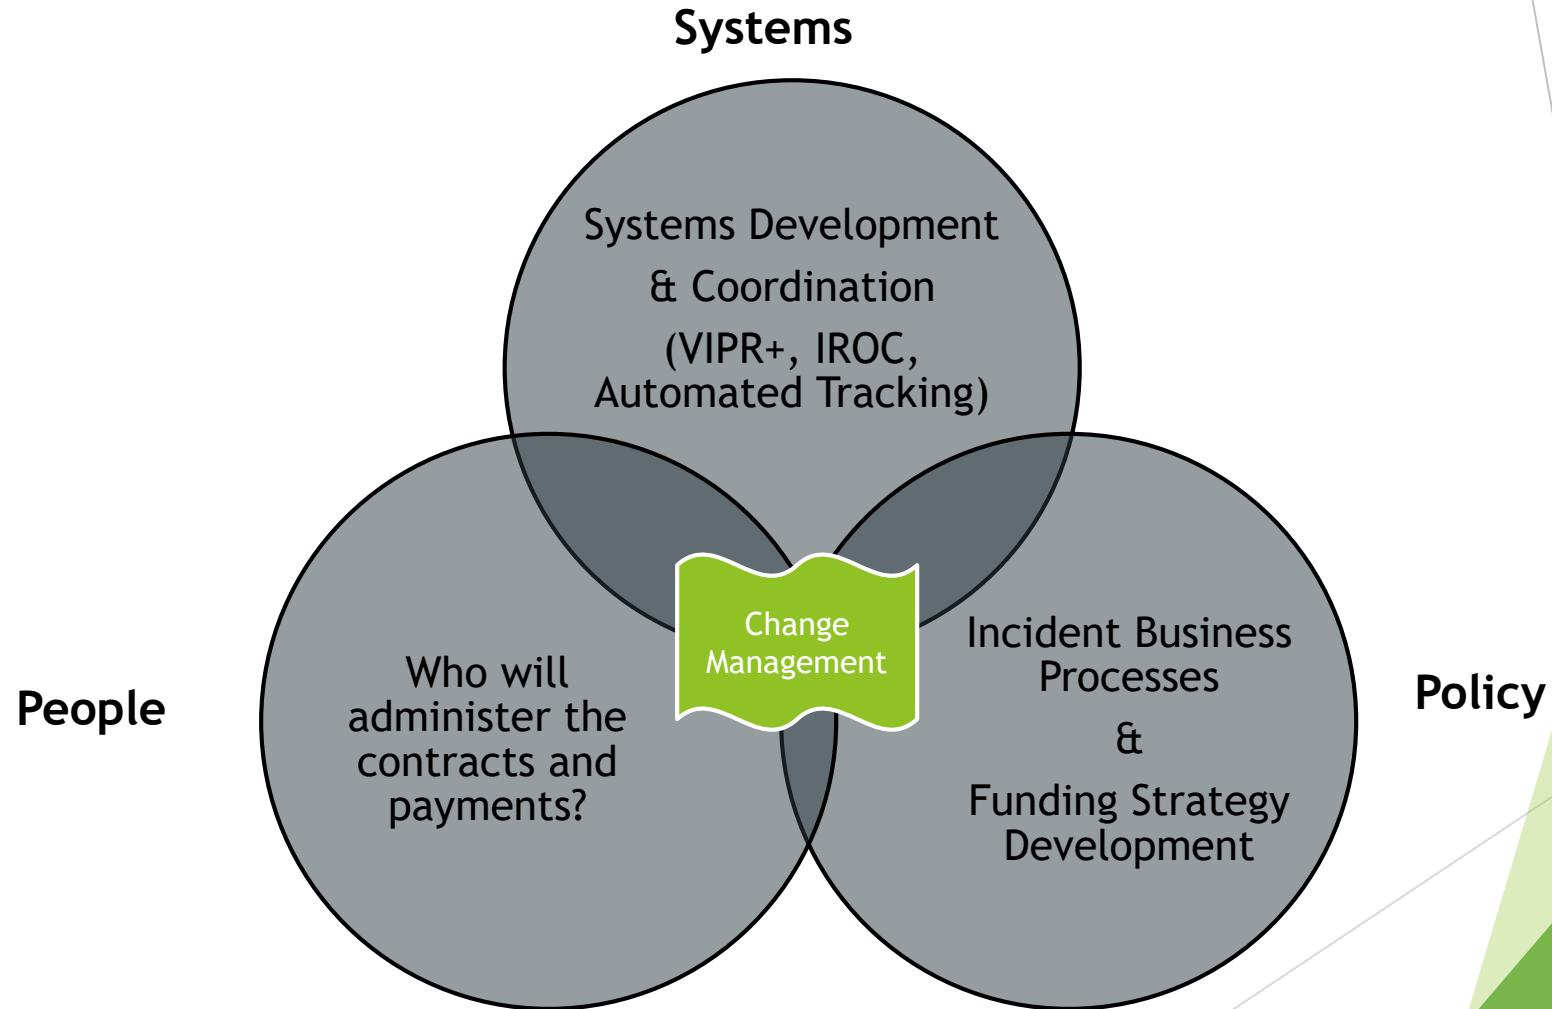 Systems
Systems Development
& Coordination
(VIPR+, IROC,
Automated Tracking)
Change
Management
People
Who will
administer the
contracts and
payments?
Incident Business
Processes
&
Funding Strategy
Development
Policy